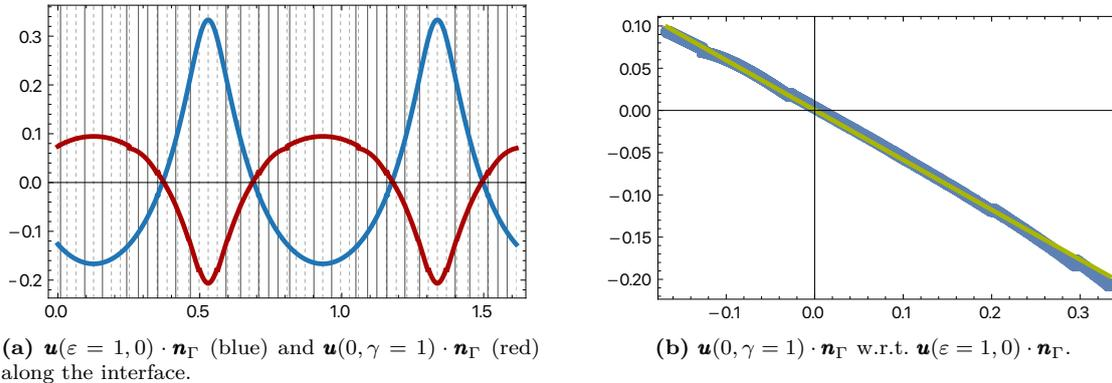 0.3
0.2
0.1
0.0
−0.1
−0.2
0.0 0.5 1.0 1.5
(a) u(ε = 1, 0) · nΓ (blue) and u(0, γ = 1) · nΓ (red)
along the interface.
0.10
0.05
0.00
−0.05
−0.10
−0.15
−0.20
−0.1 0.0 0.1 0.2 0.3
(b) u(0, γ = 1) · nΓ w.r.t. u(ε = 1, 0) · nΓ.